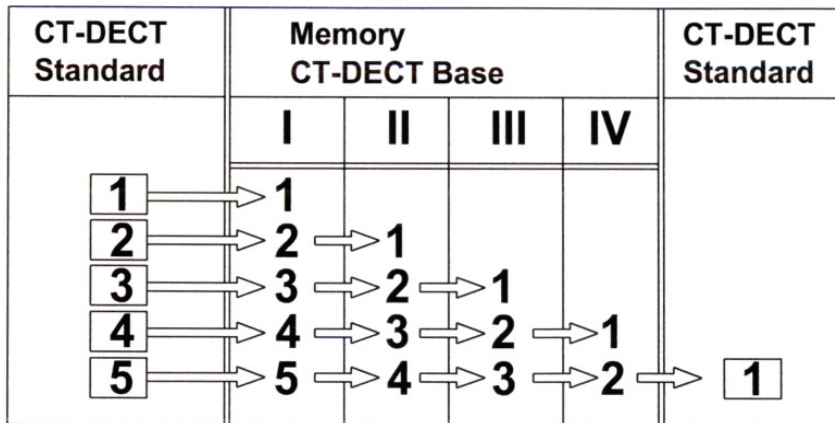 CT-DECT Standard
Memory CT-DECT Base
CT-DECT Standard
I II III IV
1 1
2 2 1
3 3 2 1
4 4 3 2 1
5 5 4 3 2 1